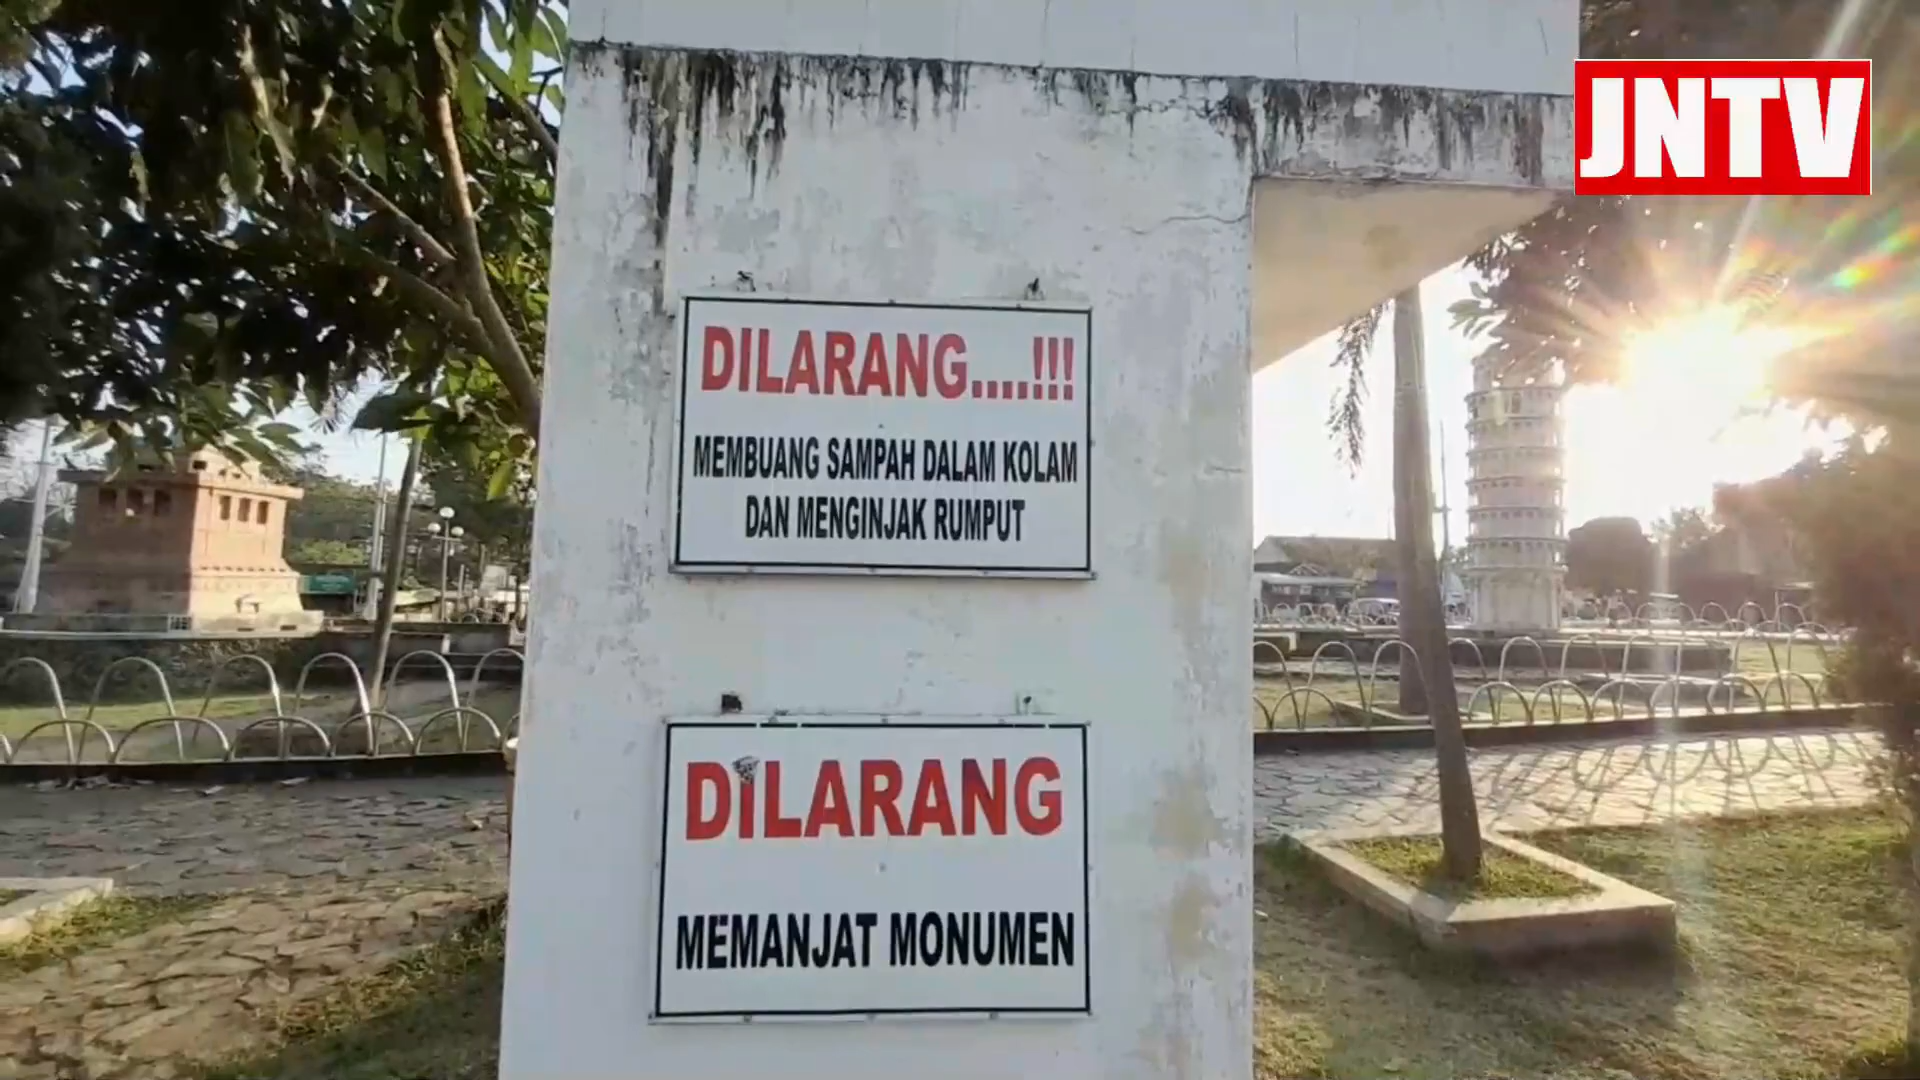 JNTV
DILARANG....!!!
MEMBUANG SAMPAH DALAM KOLAM
DAN MENGINJAK RUMPUT
DILARANG
MEMANJAT MONUMEN